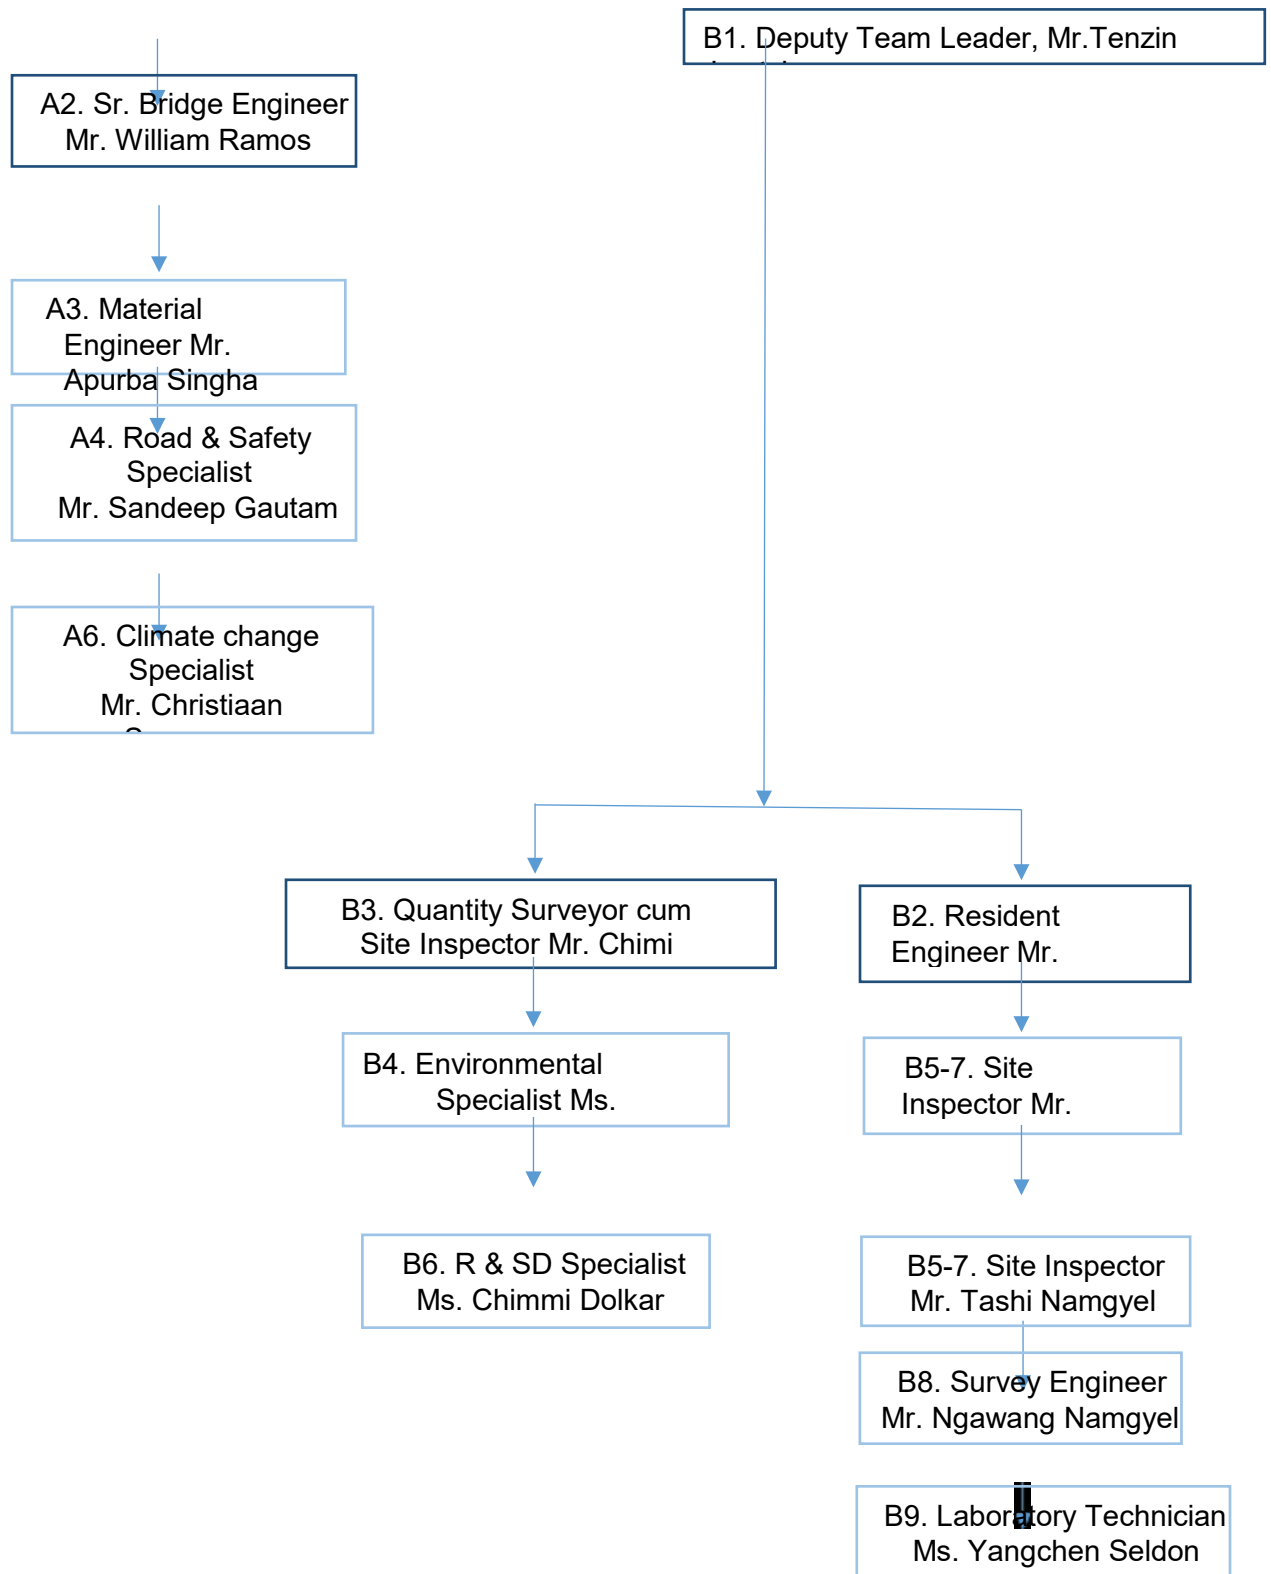 B1. Deputy Team Leader, Mr.Tenzin
A2. Sr. Bridge Engineer
Mr. William Ramos
A3. Material
Engineer Mr.
Apurba Singha
A4. Road & Safety
Specialist
Mr. Sandeep Gautam
A6. Climate change
Specialist
Mr. Christiaan
B3. Quantity Surveyor cum
Site Inspector Mr. Chimi
B2. Resident
Engineer Mr.
B4. Environmental
Specialist Ms.
B5-7. Site
Inspector Mr.
B6. R & SD Specialist
Ms. Chimmi Dolkar
B5-7. Site Inspector
Mr. Tashi Namgyel
B8. Survey Engineer
Mr. Ngawang Namgyel
B9. Laboratory Technician
Ms. Yangchen Seldon